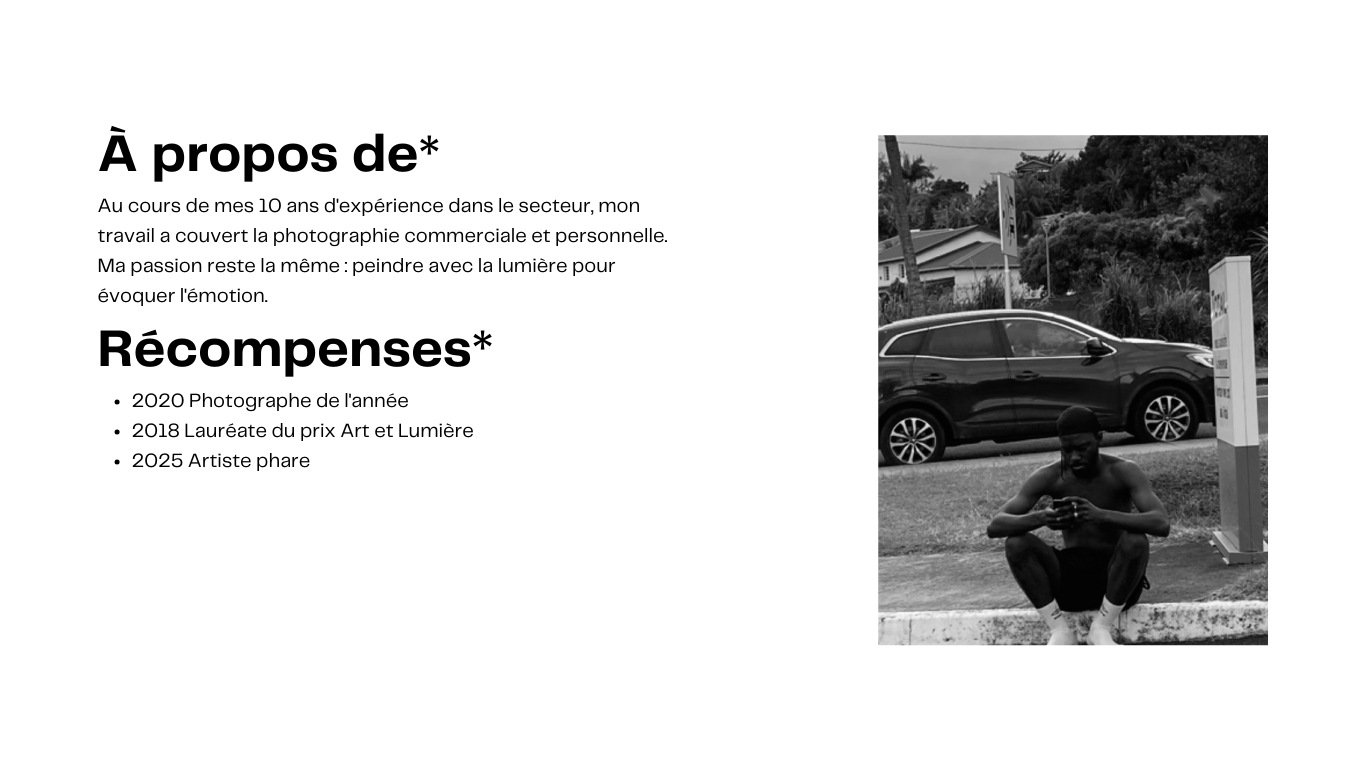 À propos de*
Au cours de mes 10 ans d'expérience dans le secteur, mon
travail a couvert la photographie commerciale et personnelle.
Ma passion reste la même : peindre avec la lumière pour
évoquer l'émotion.
Récompenses*
• 2020 Photographe de l'année
• 2018 Lauréate du prix Art et Lumière
• 2025 Artiste phare